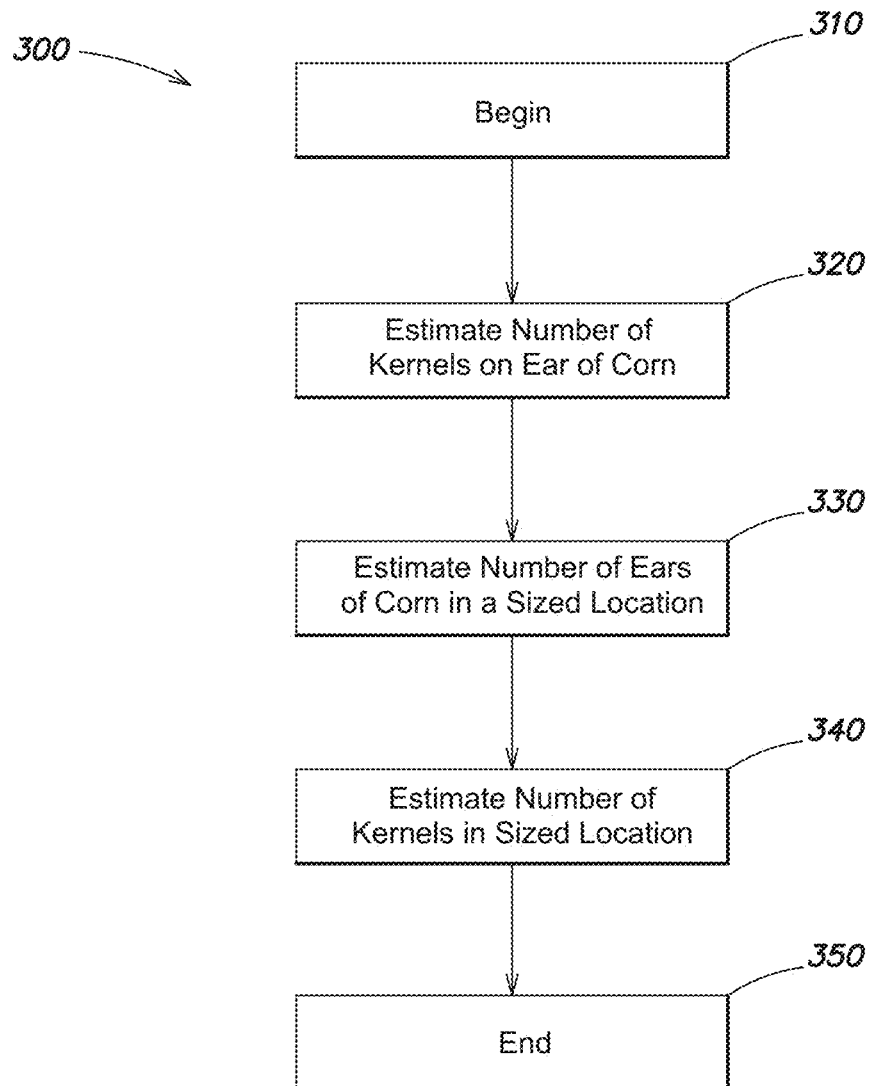 300
310
Begin
320
Estimate Number of
Kernels on Ear of Corn
330
Estimate Number of Ears
of Corn in a Sized Location
340
Estimate Number of
Kernels in Sized Location
350
End